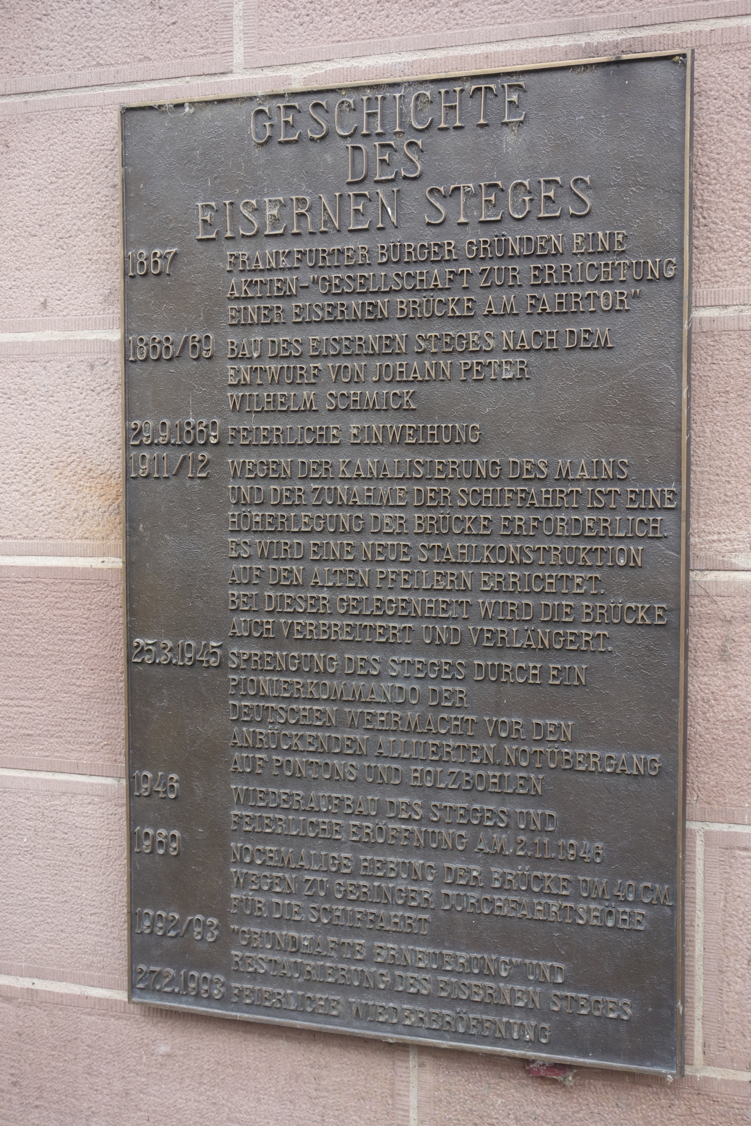 GESCHICHTE
DES
EISERNEN STEGES
1867 FRANKFURTER BÜRGER GRÜNDEN EINE
AKTIEN-"GESELLSCHAFT ZUR ERRICHTUNG
EINER EISERNEN BRÜCKE AM FAHRTOR"
1868/69 BAU DES EISERNEN STEGES NACH DEM
ENTWURF VON JOHANN PETER
WILHELM SCHMICK
29.9.1869 FEIERLICHE EINWEIHUNG
1911/12 WEGEN DER KANALISIERUNG DES MAINS
UND DER ZUNAHME DER SCHIFFAHRT IST EINE
HÖHERLEGUNG DER BRÜCKE ERFORDERLICH.
ES WIRD EINE NEUE STAHLKONSTRUKTION
AUF DEN ALTEN PFEILERN ERRICHTET.
BEI DIESER GELEGENHEIT WIRD DIE BRÜCKE
AUCH VERBREITERT UND VERLÄNGERT.
25.3.1945 SPRENGUNG DES STEGES DURCH EIN
PIONIERKOMMANDO DER
DEUTSCHEN WEHRMACHT VOR DEN
ANRÜCKENDEN ALLIIERTEN. NOTÜBERGANG
AUF PONTONS UND HOLZBOHLEN.
1946 WIEDERAUFBAU DES STEGES UND
FEIERLICHE ERÖFFNUNG AM 2.11.1946
1969 NOCHMALIGE HEBUNG DER BRÜCKE UM 40 CM
WEGEN ZU GERINGER DURCHFAHRTSHÖHE
FÜR DIE SCHIFFAHRT
1992/93 "GRUNDHAFTE ERNEUERUNG" UND
RESTAURIERUNG DES EISERNEN STEGES
27.2.1993 FEIERLICHE WIEDERERÖFFNUNG